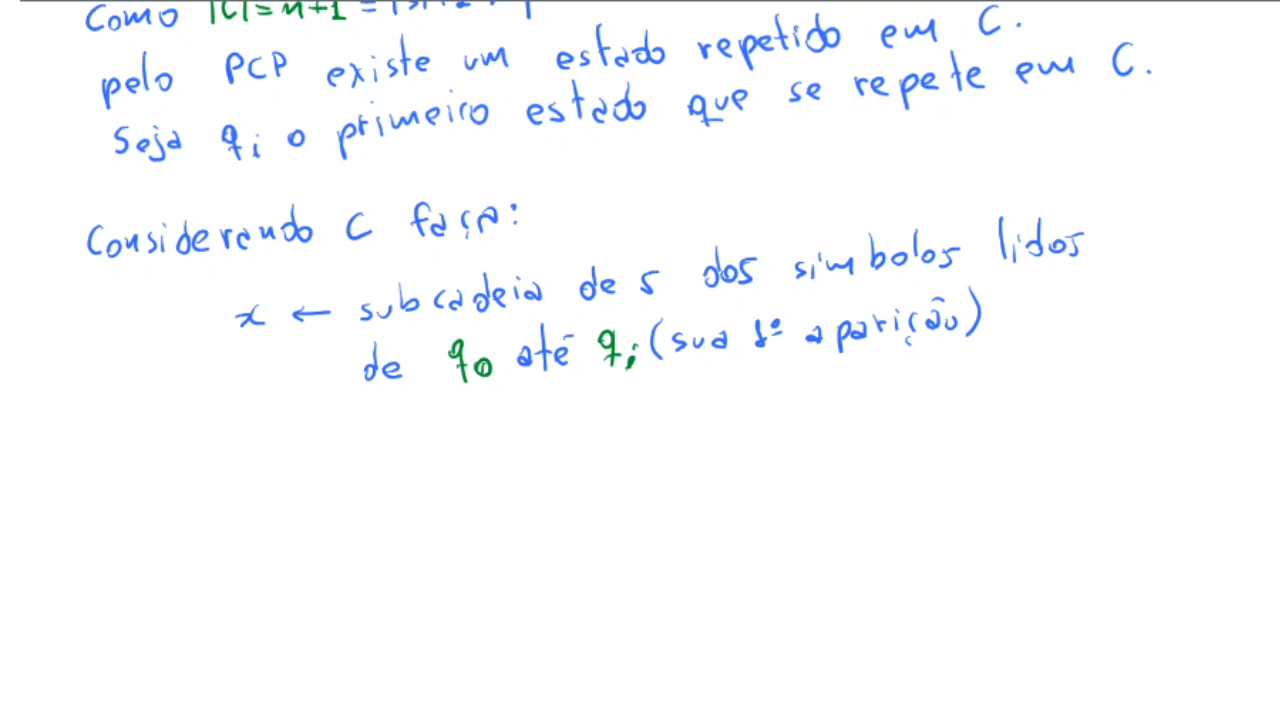 Como |C|=n+1 =
pelo PCP existe um estado repetido em C.
Seja qi o primeiro estado que se repete em C.
Considerando C faça:
x ← subcadeia de s dos símbolos lidos
de q0 até qi (sua 1ª aparição)